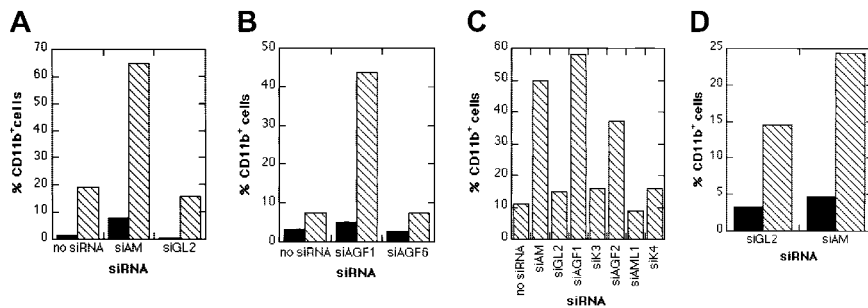 A
70
60
50
40
30
20
10
0
% CD11b+ cells
no siRNA siAM siGL2
siRNA
B
50
40
30
20
10
0
% CD11b+ cells
no siRNA siAGF1 siAGF6
siRNA
C
60
50
40
30
20
10
0
% CD11b+ cells
no siRNA
siAM
siGL2
siAGF1
siK3
siAGF2
siAML1
siK4
siRNA
D
25
20
15
10
5
0
% CD11b+ cells
siGL2 siAM
siRNA